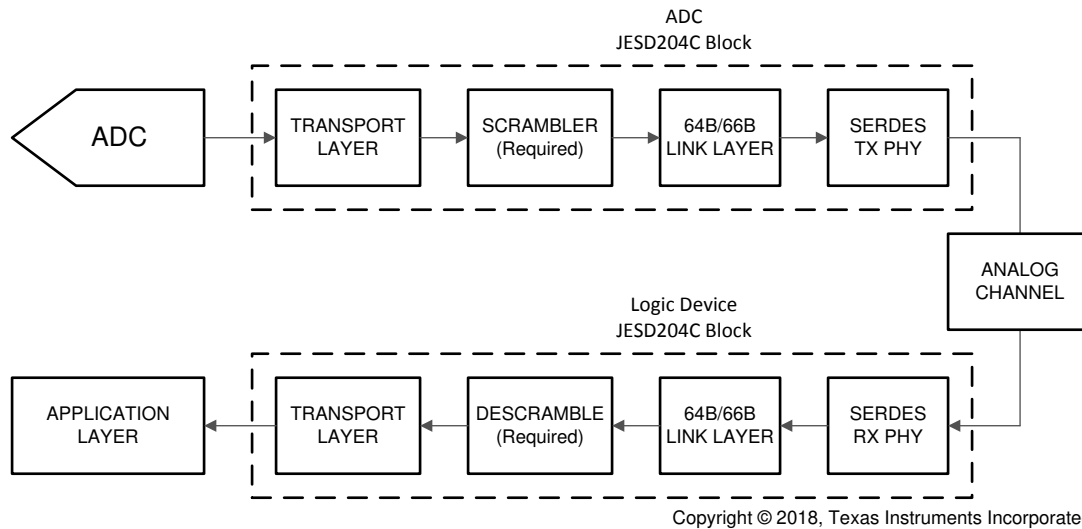 ADC
JESD204C Block
ADC
TRANSPORT
LAYER
SCRAMBLER
(Required)
64B/66B
LINK LAYER
SERDES
TX PHY
ANALOG
CHANNEL
Logic Device
JESD204C Block
APPLICATION
LAYER
TRANSPORT
LAYER
DESCRAMBLE
(Required)
64B/66B
LINK LAYER
SERDES
RX PHY
Copyright © 2018, Texas Instruments Incorporate